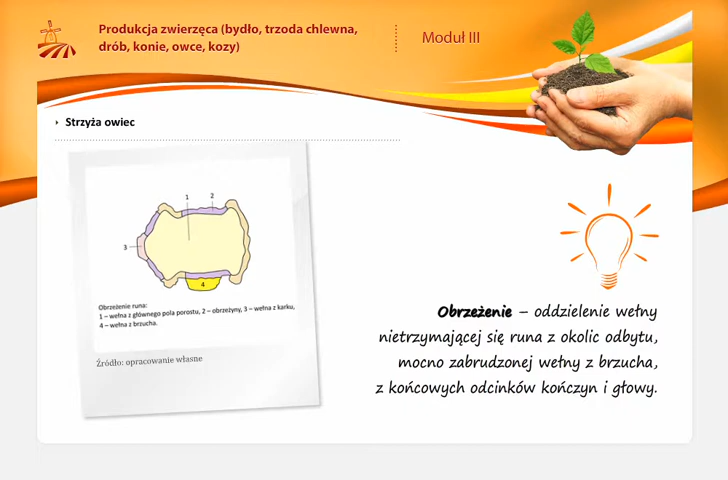 Produkcja zwierzęca (bydło, trzoda chlewna,
drób, konie, owce, kozy)
Moduł III
Strzyża owiec
1 2
3
4
Obrzeżenie runa:
1 – wełna z głównego pola porostu, 2 – obrzeżyny, 3 – wełna z karku,
4 – wełna z brzucha.
Źródło: opracowanie własne
Obrzeżenie – oddzielenie wełny
nietrzymającej się runa z okolic odbytu,
mocno zabrudzonej wełny z brzucha,
z końcowych odcinków kończyn i głowy.